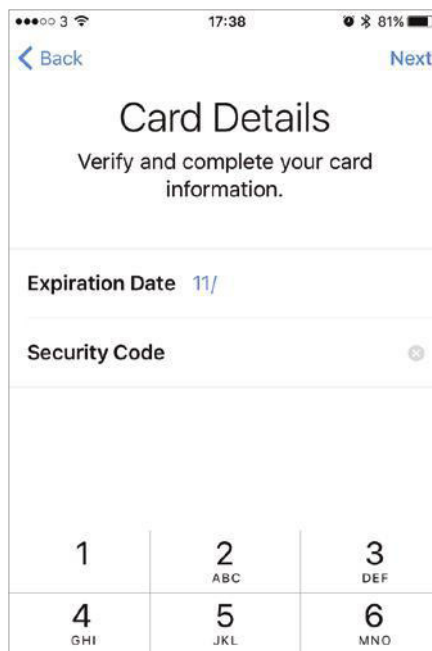 3 17:38 81%
Back Next
Card Details
Verify and complete your card
information.
Expiration Date 11/
Security Code
1 2 3
ABC DEF
4 5 6
GHI JKL MNO